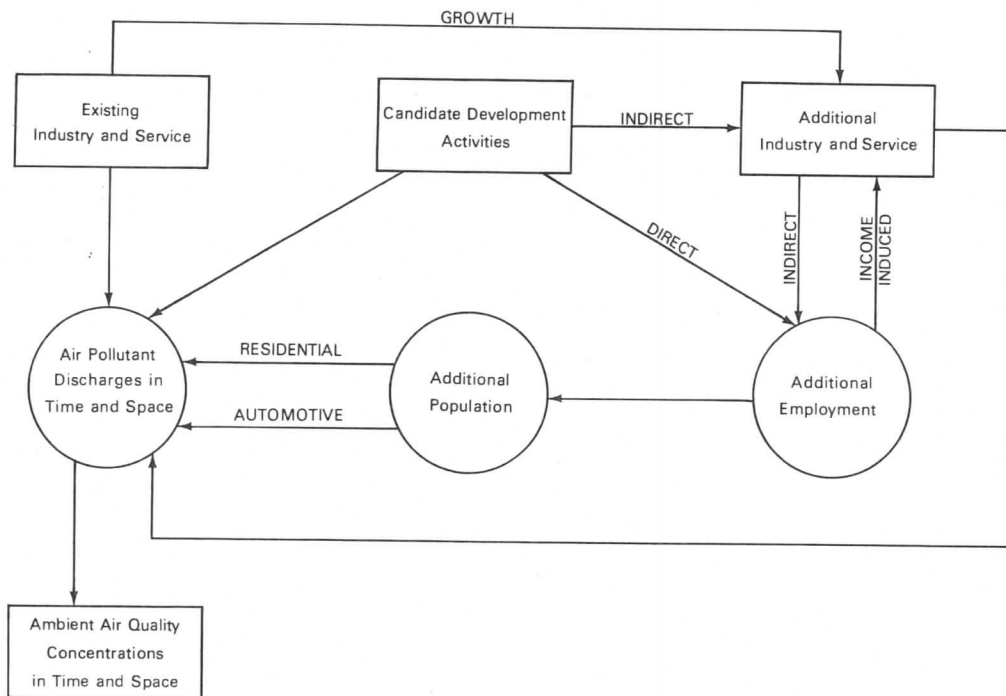 GROWTH
Existing
Industry and Service
Candidate Development
Activities
INDIRECT
Additional
Industry and Service
DIRECT
INDIRECT
INCOME
INDUCED
Air Pollutant
Discharges in
Time and Space
RESIDENTIAL
AUTOMOTIVE
Additional
Population
Additional
Employment
Ambient Air Quality
Concentrations
in Time and Space